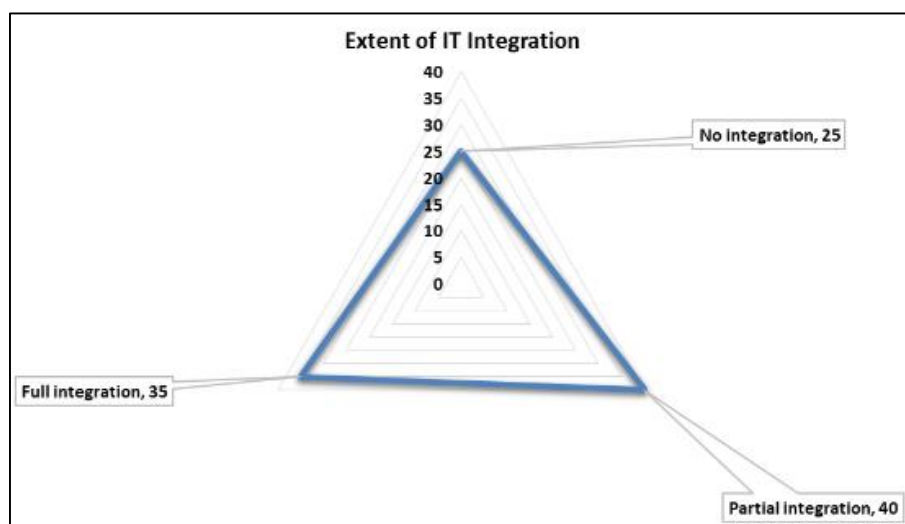 Extent of IT Integration
40
35
30
25
20
15
10
5
0
No integration, 25
Full integration, 35
Partial integration, 40